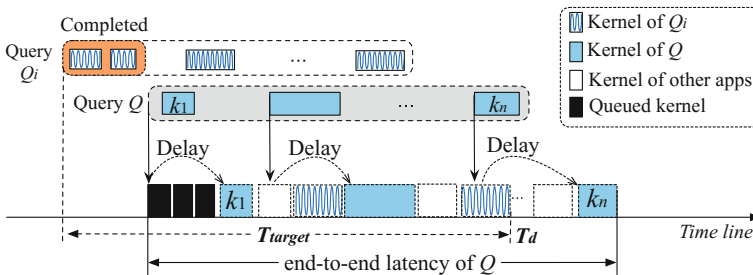 Completed
Query
Qi
Query Q
k1
...
...
kn
Kernel of Qi
Kernel of Q
Kernel of other apps
Queued kernel
Delay
Delay
Delay
k1
...
kn
Ttarget
Td
Time line
end-to-end latency of Q